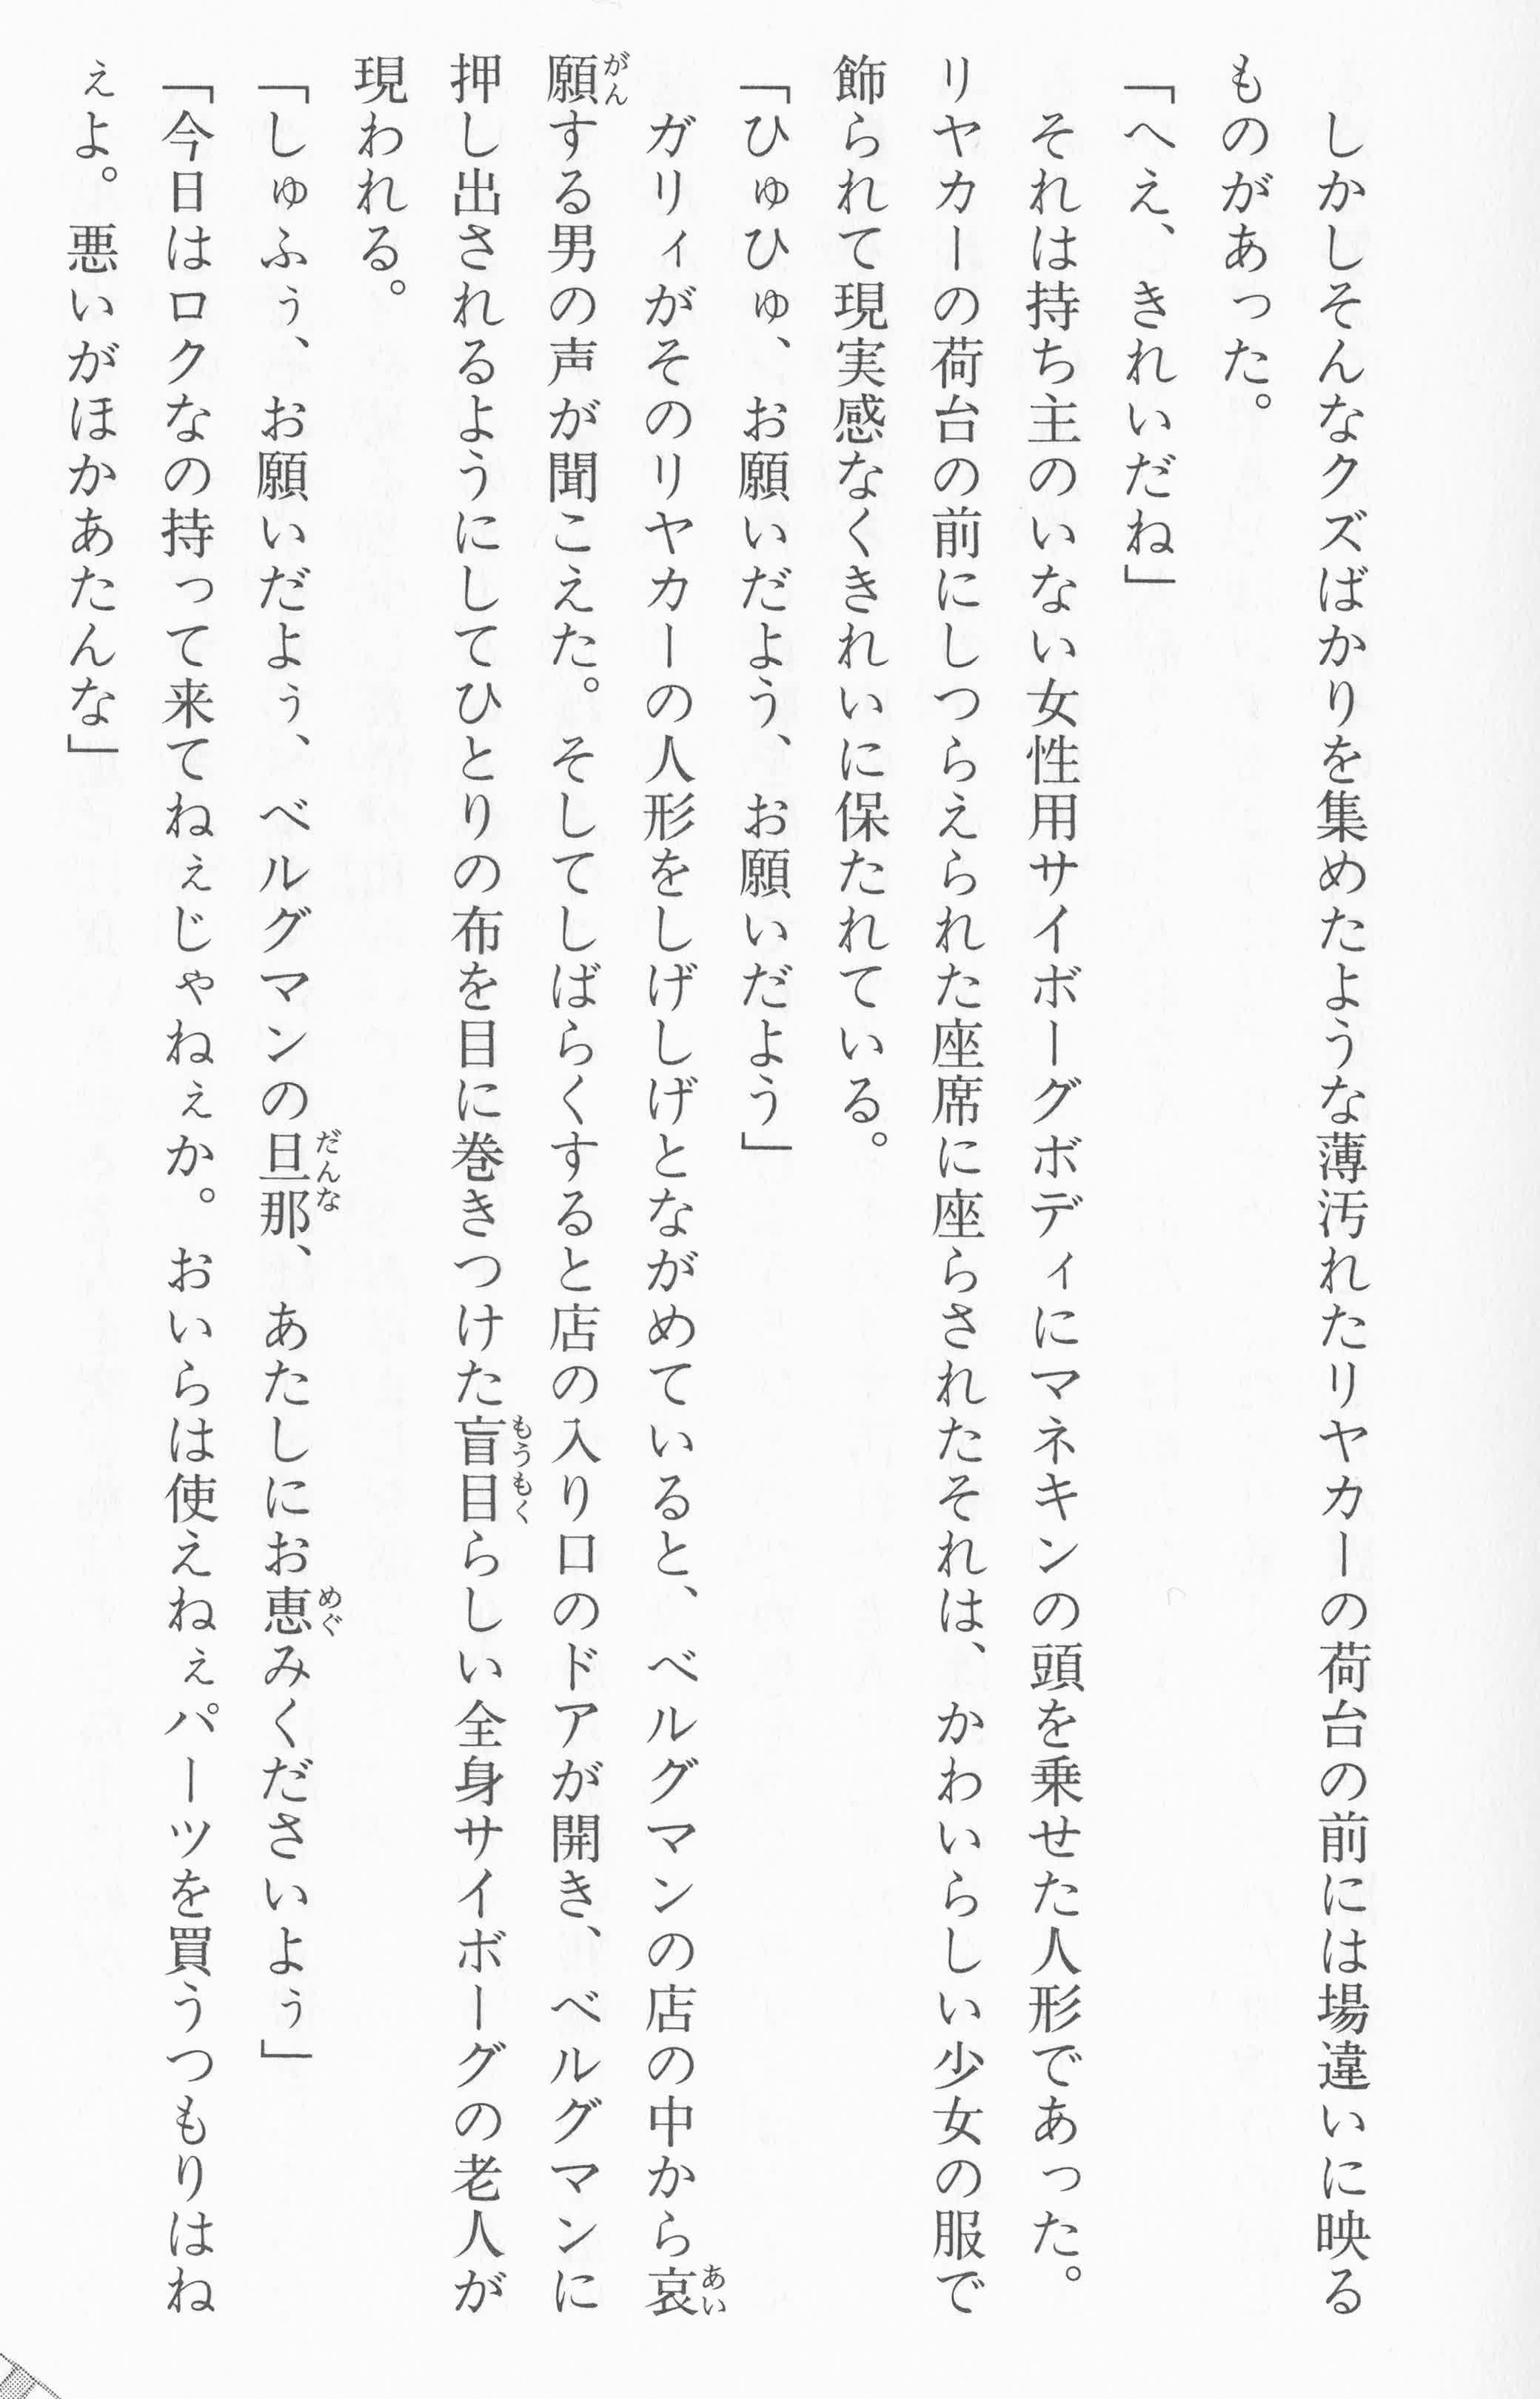 しかしそんなクズばかりを集めたような薄汚れたリヤカーの荷台の前には場違いに映る
ものがあった。
「へえ、きれいだね」
それは持ち主のいない女性用サイボーグボディにマネキンの頭を乗せた人形であった。
リヤカーの荷台の前にしつらえられた座席に座らされたそれは、かわいらしい少女の服で
飾られて現実感なくきれいに保たれている。
「ひゅひゅ、お願いだよう、お願いだよう」
ガリィがそのリヤカーの人形をしげしげとながめていると、ベルグマンの店の中から哀
願する男の声が聞こえた。そしてしばらくすると店の入り口のドアが開き、ベルグマンに
押し出されるようにしてひとりの布を目に巻きつけた盲目らしい全身サイボーグの老人が
現われる。
「しゅふぅ、お願いだよぅ、ベルグマンの旦那、あたしにお恵みくださいよぅ」
「今日はロクなの持って来てねぇじゃねぇか。おいらは使えねぇパーツを買うつもりはね
ぇよ。悪いがほかあたんな」